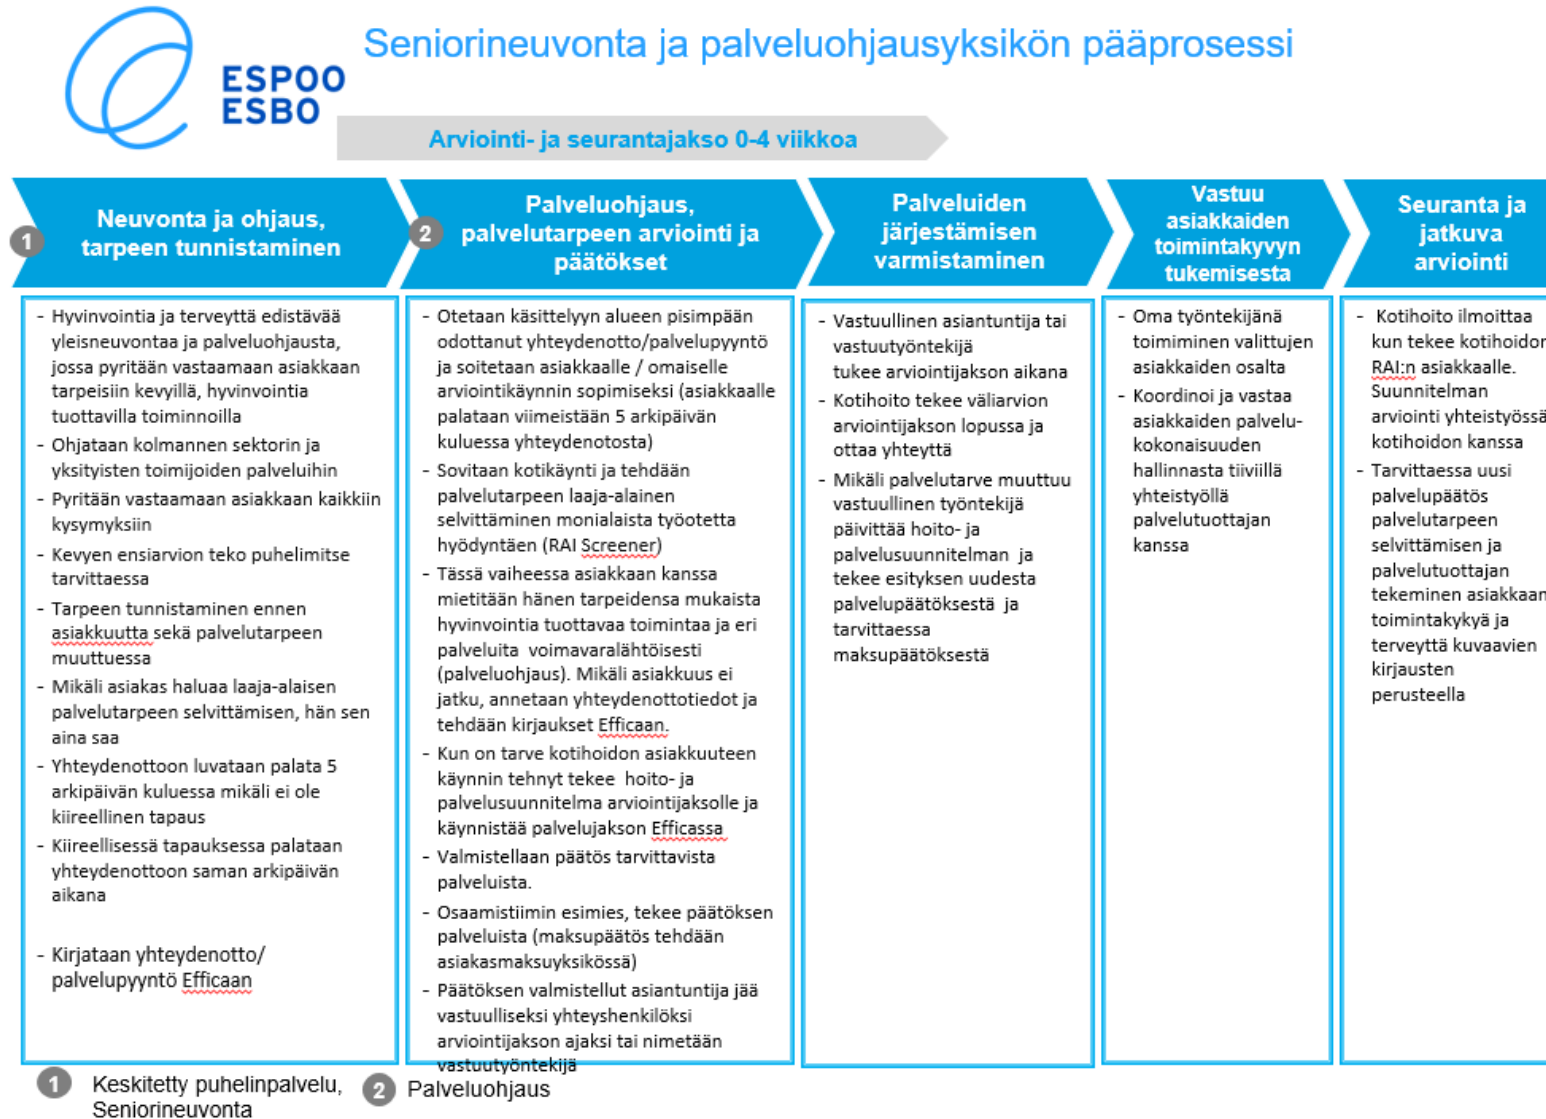 Seniorineuvonta ja palveluohjausyksikön pääprosessi
ESPOO
ESBO
Arviointi- ja seurantajakso 0-4 viikkoa
1
Neuvonta ja ohjaus,
tarpeen tunnistaminen
- Hyvinvointia ja terveyttä edistävää
yleisneuvontaa ja palveluohjausta,
jossa pyritään vastaamaan asiakkaan
tarpeisiin kevyillä, hyvinvointia
tuottavilla toiminnoilla
- Ohjataan kolmannen sektorin ja
yksityisten toimijoiden palveluihin
- Pyritään vastaamaan asiakkaan kaikkiin
kysymyksiin
- Kevyen ensiarvion teko puhelimitse
tarvittaessa
- Tarpeen tunnistaminen ennen
asiakkuutta sekä palvelutarpeen
muuttuessa
- Mikäli asiakas haluaa laaja-alaisen
palvelutarpeen selvittämisen, hän sen
aina saa
- Yhteydenottoon luvataan palata 5
arkipäivän kuluessa mikäli ei ole
kiireellinen tapaus
- Kiireellisessä tapauksessa palataan
yhteydenottoon saman arkipäivän
aikana
- Kirjataan yhteydenotto/
palvelupyyntö Efficaan
2
Palveluohjaus,
palvelutarpeen arviointi ja
päätökset
- Otetaan käsittelyyn alueen pisimpään
odottanut yhteydenotto/palvelupyyntö
ja soitetaan asiakkaalle / omaiselle
arviointikäynnin sopimiseksi (asiakkaalle
palataan viimeistään 5 arkipäivän
kuluessa yhteydenotosta)
- Sovitaan kotikäynti ja tehdään
palvelutarpeen laaja-alainen
selvittäminen monialaista työotetta
hyödyntäen (RAI Screener)
- Tässä vaiheessa asiakkaan kanssa
mietitään hänen tarpeidensa mukaista
hyvinvointia tuottavaa toimintaa ja eri
palveluita voimavaralähtöisesti
(palveluohjaus). Mikäli asiakkuus ei
jatku, annetaan yhteydenottotiedot ja
tehdään kirjaukset Efficaan.
- Kun on tarve kotihoidon asiakkuuteen
käynnin tehnyt tekee hoito- ja
palvelusuunnitelma arviointijaksolle ja
käynnistää palvelujakson Efficassa
- Valmistellaan päätös tarvittavista
palveluista.
- Osaamistiimin esimies, tekee päätöksen
palveluista (maksupäätös tehdään
asiakasmaksuyksikössä)
- Päätöksen valmistellut asiantuntija jää
vastuulliseksi yhteyshenkilöksi
arviointijakson ajaksi tai nimetään
vastuutyöntekijä
Palveluiden
järjestämisen
varmistaminen
- Vastuullinen asiantuntija tai
vastuutyöntekijä
tukee arviointijakson aikana
- Kotihoito tekee väliarvion
arviointijakson lopussa ja
ottaa yhteyttä
- Mikäli palvelutarve muuttuu
vastuullinen työntekijä
päivittää hoito- ja
palvelusuunnitelman ja
tekee esityksen uudesta
palvelupäätöksestä ja
tarvittaessa
maksupäätöksestä
Vastuu
asiakkaiden
toimintakyvyn
tukemisesta
- Oma työntekijänä
toimiminen valittujen
asiakkaiden osalta
- Koordinoi ja vastaa
asiakkaiden palvelu-
kokonaisuuden
hallinnasta tiiviillä
yhteistyöllä
palvelutuottajan
kanssa
Seuranta ja
jatkuva
arviointi
- Kotihoito ilmoittaa
kun tekee kotihoidon
RAI:n asiakkaalle.
Suunnitelman
arviointi yhteistyössä
kotihoidon kanssa
- Tarvittaessa uusi
palvelupäätös
palvelutarpeen
selvittämisen ja
palvelutuottajan
tekeminen asiakkaan
toimintakykyä ja
terveyttä kuvaavien
kirjausten
perusteella
1 Keskitetty puhelinpalvelu,
Seniorineuvonta
2 Palveluohjaus